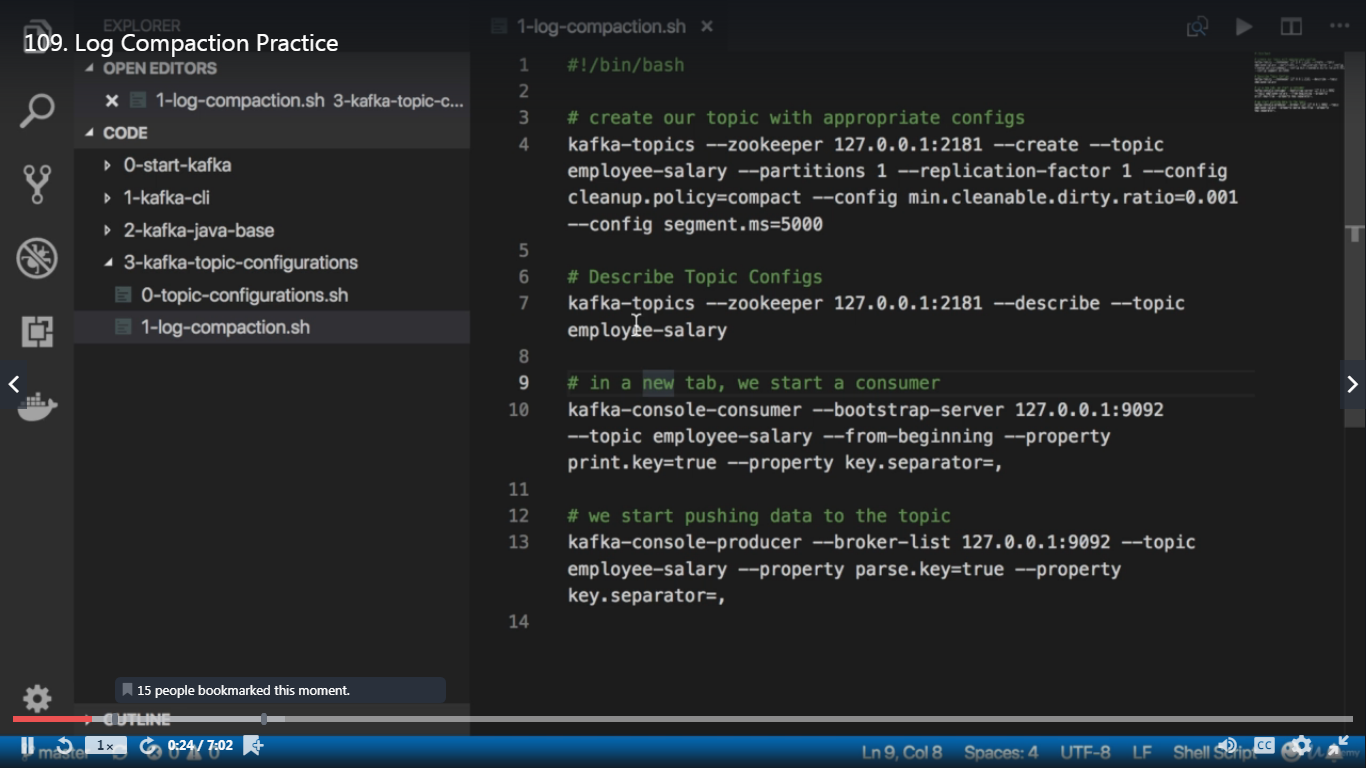 EXPLORER
109. Log Compaction Practice
OPEN EDITORS
1-log-compaction.sh 3-kafka-topic-c...
CODE
0-start-kafka
1-kafka-cli
2-kafka-java-base
3-kafka-topic-configurations
0-topic-configurations.sh
1-log-compaction.sh
1-log-compaction.sh
1 #!/bin/bash
2
3 # create our topic with appropriate configs
4 kafka-topics --zookeeper 127.0.0.1:2181 --create --topic
employee-salary --partitions 1 --replication-factor 1 --config
cleanup.policy=compact --config min.cleanable.dirty.ratio=0.001
--config segment.ms=5000
5
6 # Describe Topic Configs
7 kafka-topics --zookeeper 127.0.0.1:2181 --describe --topic
employee-salary
8
9 # in a new tab, we start a consumer
10 kafka-console-consumer --bootstrap-server 127.0.0.1:9092
--topic employee-salary --from-beginning --property
print.key=true --property key.separator=,
11
12 # we start pushing data to the topic
13 kafka-console-producer --broker-list 127.0.0.1:9092 --topic
employee-salary --property parse.key=true --property
key.separator=,
14
15 people bookmarked this moment.
OUTLINE
1x 0:24 / 7:02
master 0 0
Ln 9, Col 8 Spaces: 4 UTF-8 LF Shell Script
CC